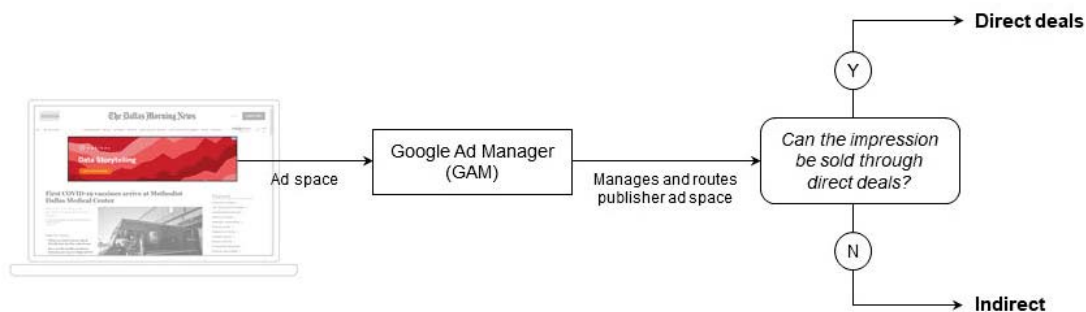 Direct deals
Y
The Dallas Morning News
Data Storytelling
First COVID-19 vaccines arrive at Methodist
Dallas Medical Center
Ad space
Google Ad Manager
(GAM)
Manages and routes
publisher ad space
Can the impression
be sold through
direct deals?
N
Indirect